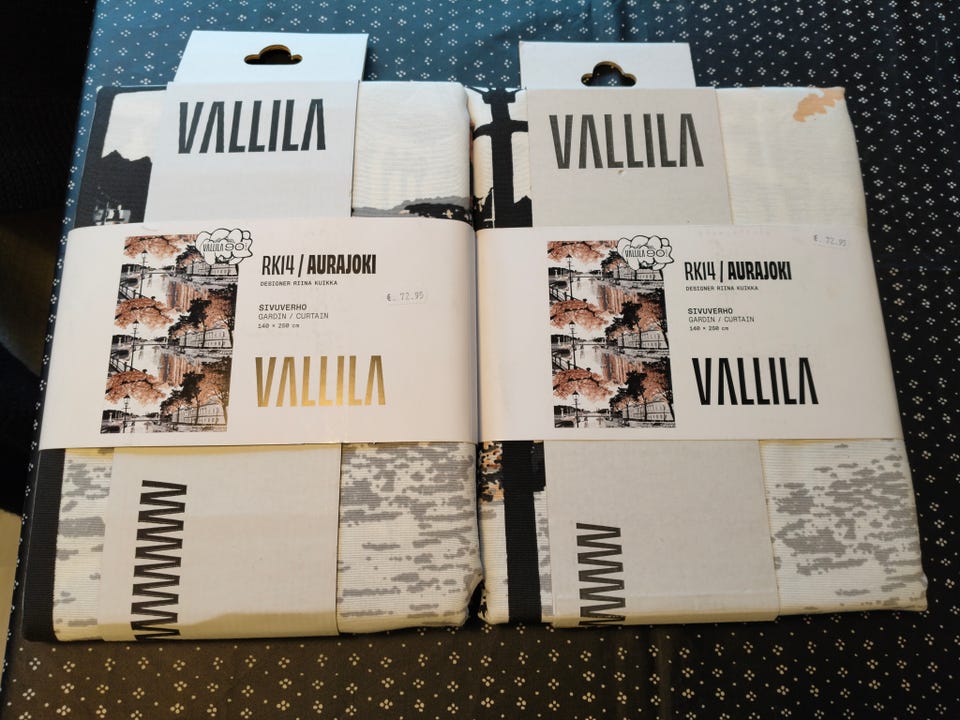 VALLILA
VALLILA 90
RK14 / AURAJOKI
DESIGNER RIINA KUIKKA
€. 72.95
SIVUVERHO
GARDIN / CURTAIN
140 × 250 cm
VALLILA
VALLILA
VALLILA 90
RK14 / AURAJOKI
DESIGNER RIINA KUIKKA
€. 72.95
SIVUVERHO
GARDIN / CURTAIN
140 × 250 cm
VALLILA